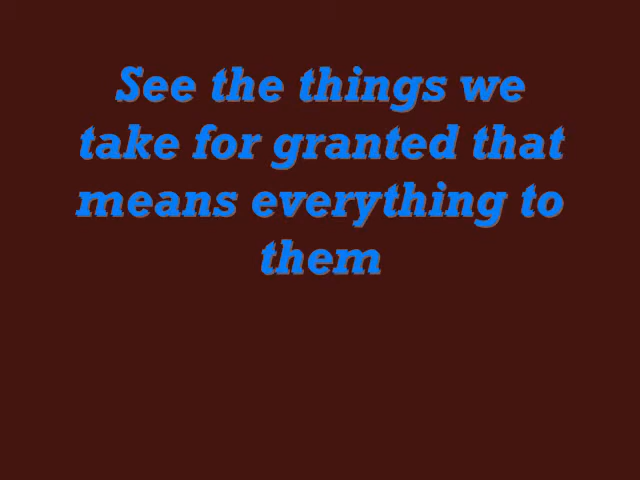 See the things we
take for granted that
means everything to
them